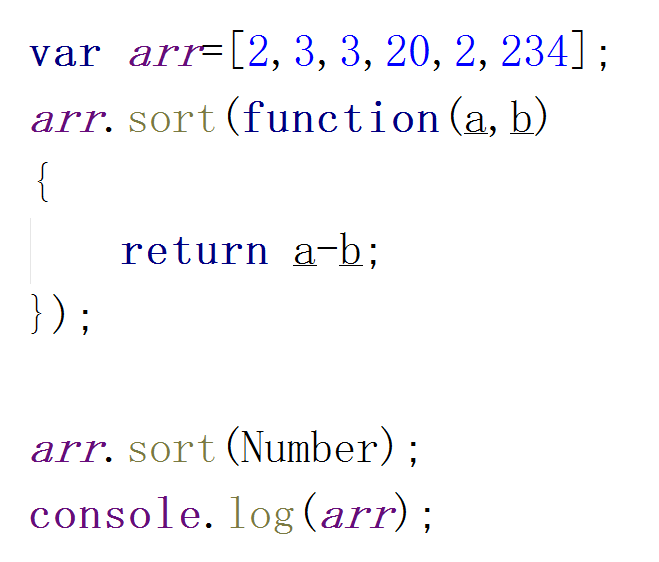 var arr=[2,3,3,20,2,234];
arr.sort(function(a,b)
{
    return a-b;
});
arr.sort(Number);
console.log(arr);